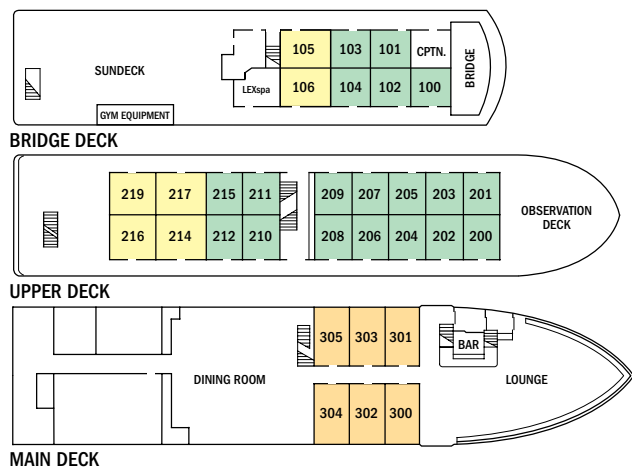 105 103 101 CPTN.
SUNDECK
BRIDGE
LEXspa 106 104 102 100
GYM EQUIPMENT
BRIDGE DECK
219 217 215 211 209 207 205 203 201
OBSERVATION
DECK
216 214 212 210 208 206 204 202 200
UPPER DECK
305 303 301
BAR
DINING ROOM
LOUNGE
304 302 300
MAIN DECK